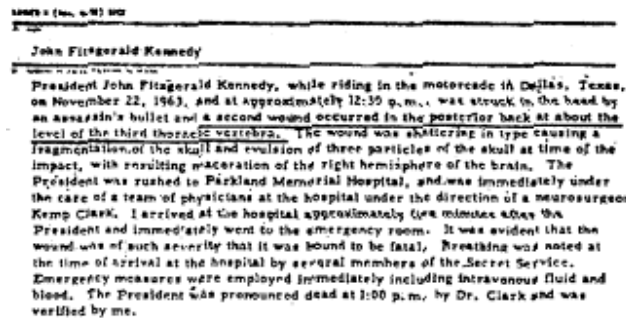 John Fitzgerald Kennedy
President John Fitzgerald Kennedy, while riding in the motorcade in Dallas, Texas,
on November 22, 1963, and at approximately 12:30 p.m., was struck in the head by
an assassin's bullet and a second wound occurred in the posterior back at about the
level of the third thoracic vertebra. The wound was shattering in type causing a
fragmentation of the skull and evulsion of three particles of the skull at time of the
impact, with resulting maceration of the right hemisphere of the brain. The
President was rushed to Parkland Memorial Hospital, and was immediately under
the care of a team of physicians at the hospital under the direction of a neurosurgeon
Kemp Clark. I arrived at the hospital approximately five minutes after the
President and immediately went to the emergency room. It was evident that the
wound was of such severity that it was bound to be fatal. Breathing was noted at
the time of arrival at the hospital by several members of the Secret Service.
Emergency measures were employed immediately including intravenous fluid and
blood. The President was pronounced dead at 1:00 p.m. by Dr. Clark and was
verified by me.